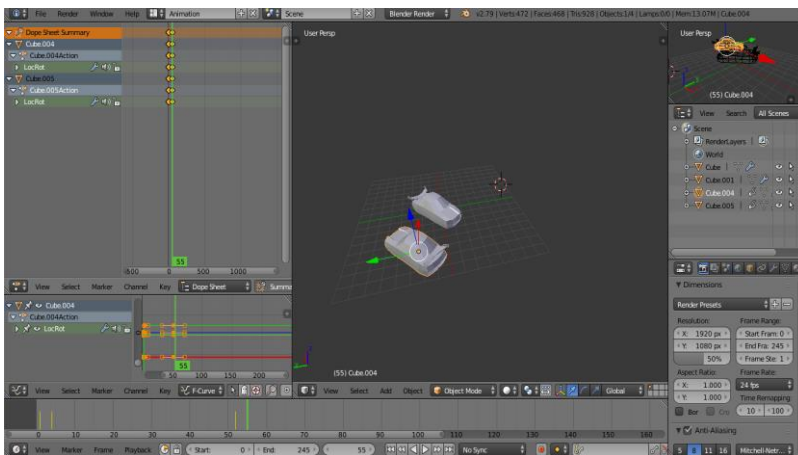 File Render Window Help Animation Scene Blender Render v2.79 | Verts:472 | Faces:468 | Tris:928 | Objects:1/4 | Lamps:0/0 | Mem:13.07M | Cube.004
Dope Sheet Summary
Cube.004
Cube.004Action
LocRot
Cube.005
Cube.005Action
LocRot
55
500 1000
View Select Marker Channel Key Dope Sheet Summa
Cube.004
Cube.004Action
LocRot
55
50 100 150 200
View Select Marker Channel Key F-Curve
User Persp
(55) Cube.004
View Select Add Object Object Mode Global
0 10 20 30 40 50 60 70 80 90 100 110 120 130 140 150 160
View Marker Frame Playback Start: 0 End: 245 55 No Sync
User Persp
(55) Cube.004
View Search All Scenes
Scene
RenderLayers
World
Cube
Cube.001
Cube.004
Cube.005
Dimensions
Render Presets
Resolution: Frame Range:
X: 1920 px Start Fram: 0
Y: 1080 px End Fra: 245
50% Frame Ste: 1
Aspect Ratio: Frame Rate:
X: 1.000 24 fps
Y: 1.000 Time Remapping:
Bor Cro 10 100
Anti-Aliasing
5 8 11 16 Mitchell-Netr...